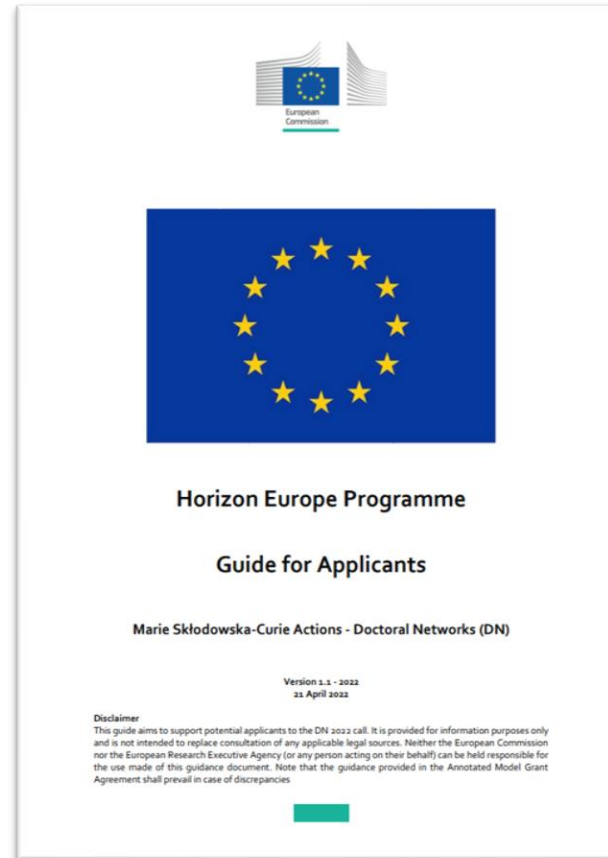 European
Commission
Horizon Europe Programme
Guide for Applicants
Marie Skłodowska-Curie Actions - Doctoral Networks (DN)
Version 1.1 - 2022
21 April 2022
Disclaimer
This guide aims to support potential applicants to the DN 2022 call. It is provided for information purposes only
and is not intended to replace consultation of any applicable legal sources. Neither the European Commission
nor the European Research Executive Agency (or any person acting on their behalf) can be held responsible for
the use made of this guidance document. Note that the guidance provided in the Annotated Model Grant
Agreement shall prevail in case of discrepancies